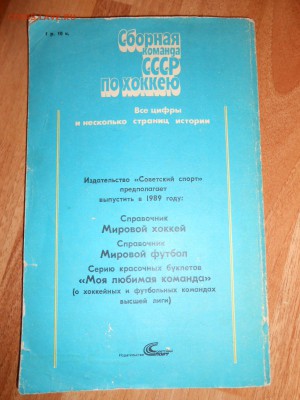 1 р. 10 к.
Сборная
команда
СССР
по хоккею
Все цифры
и несколько страниц истории
Издательство «Советский спорт»
предполагает
выпустить в 1989 году:
Справочник
Мировой хоккей
Справочник
Мировой футбол
Серию красочных буклетов
«Моя любимая команда»
(о хоккейных и футбольных командах
высшей лиги)
Издательство